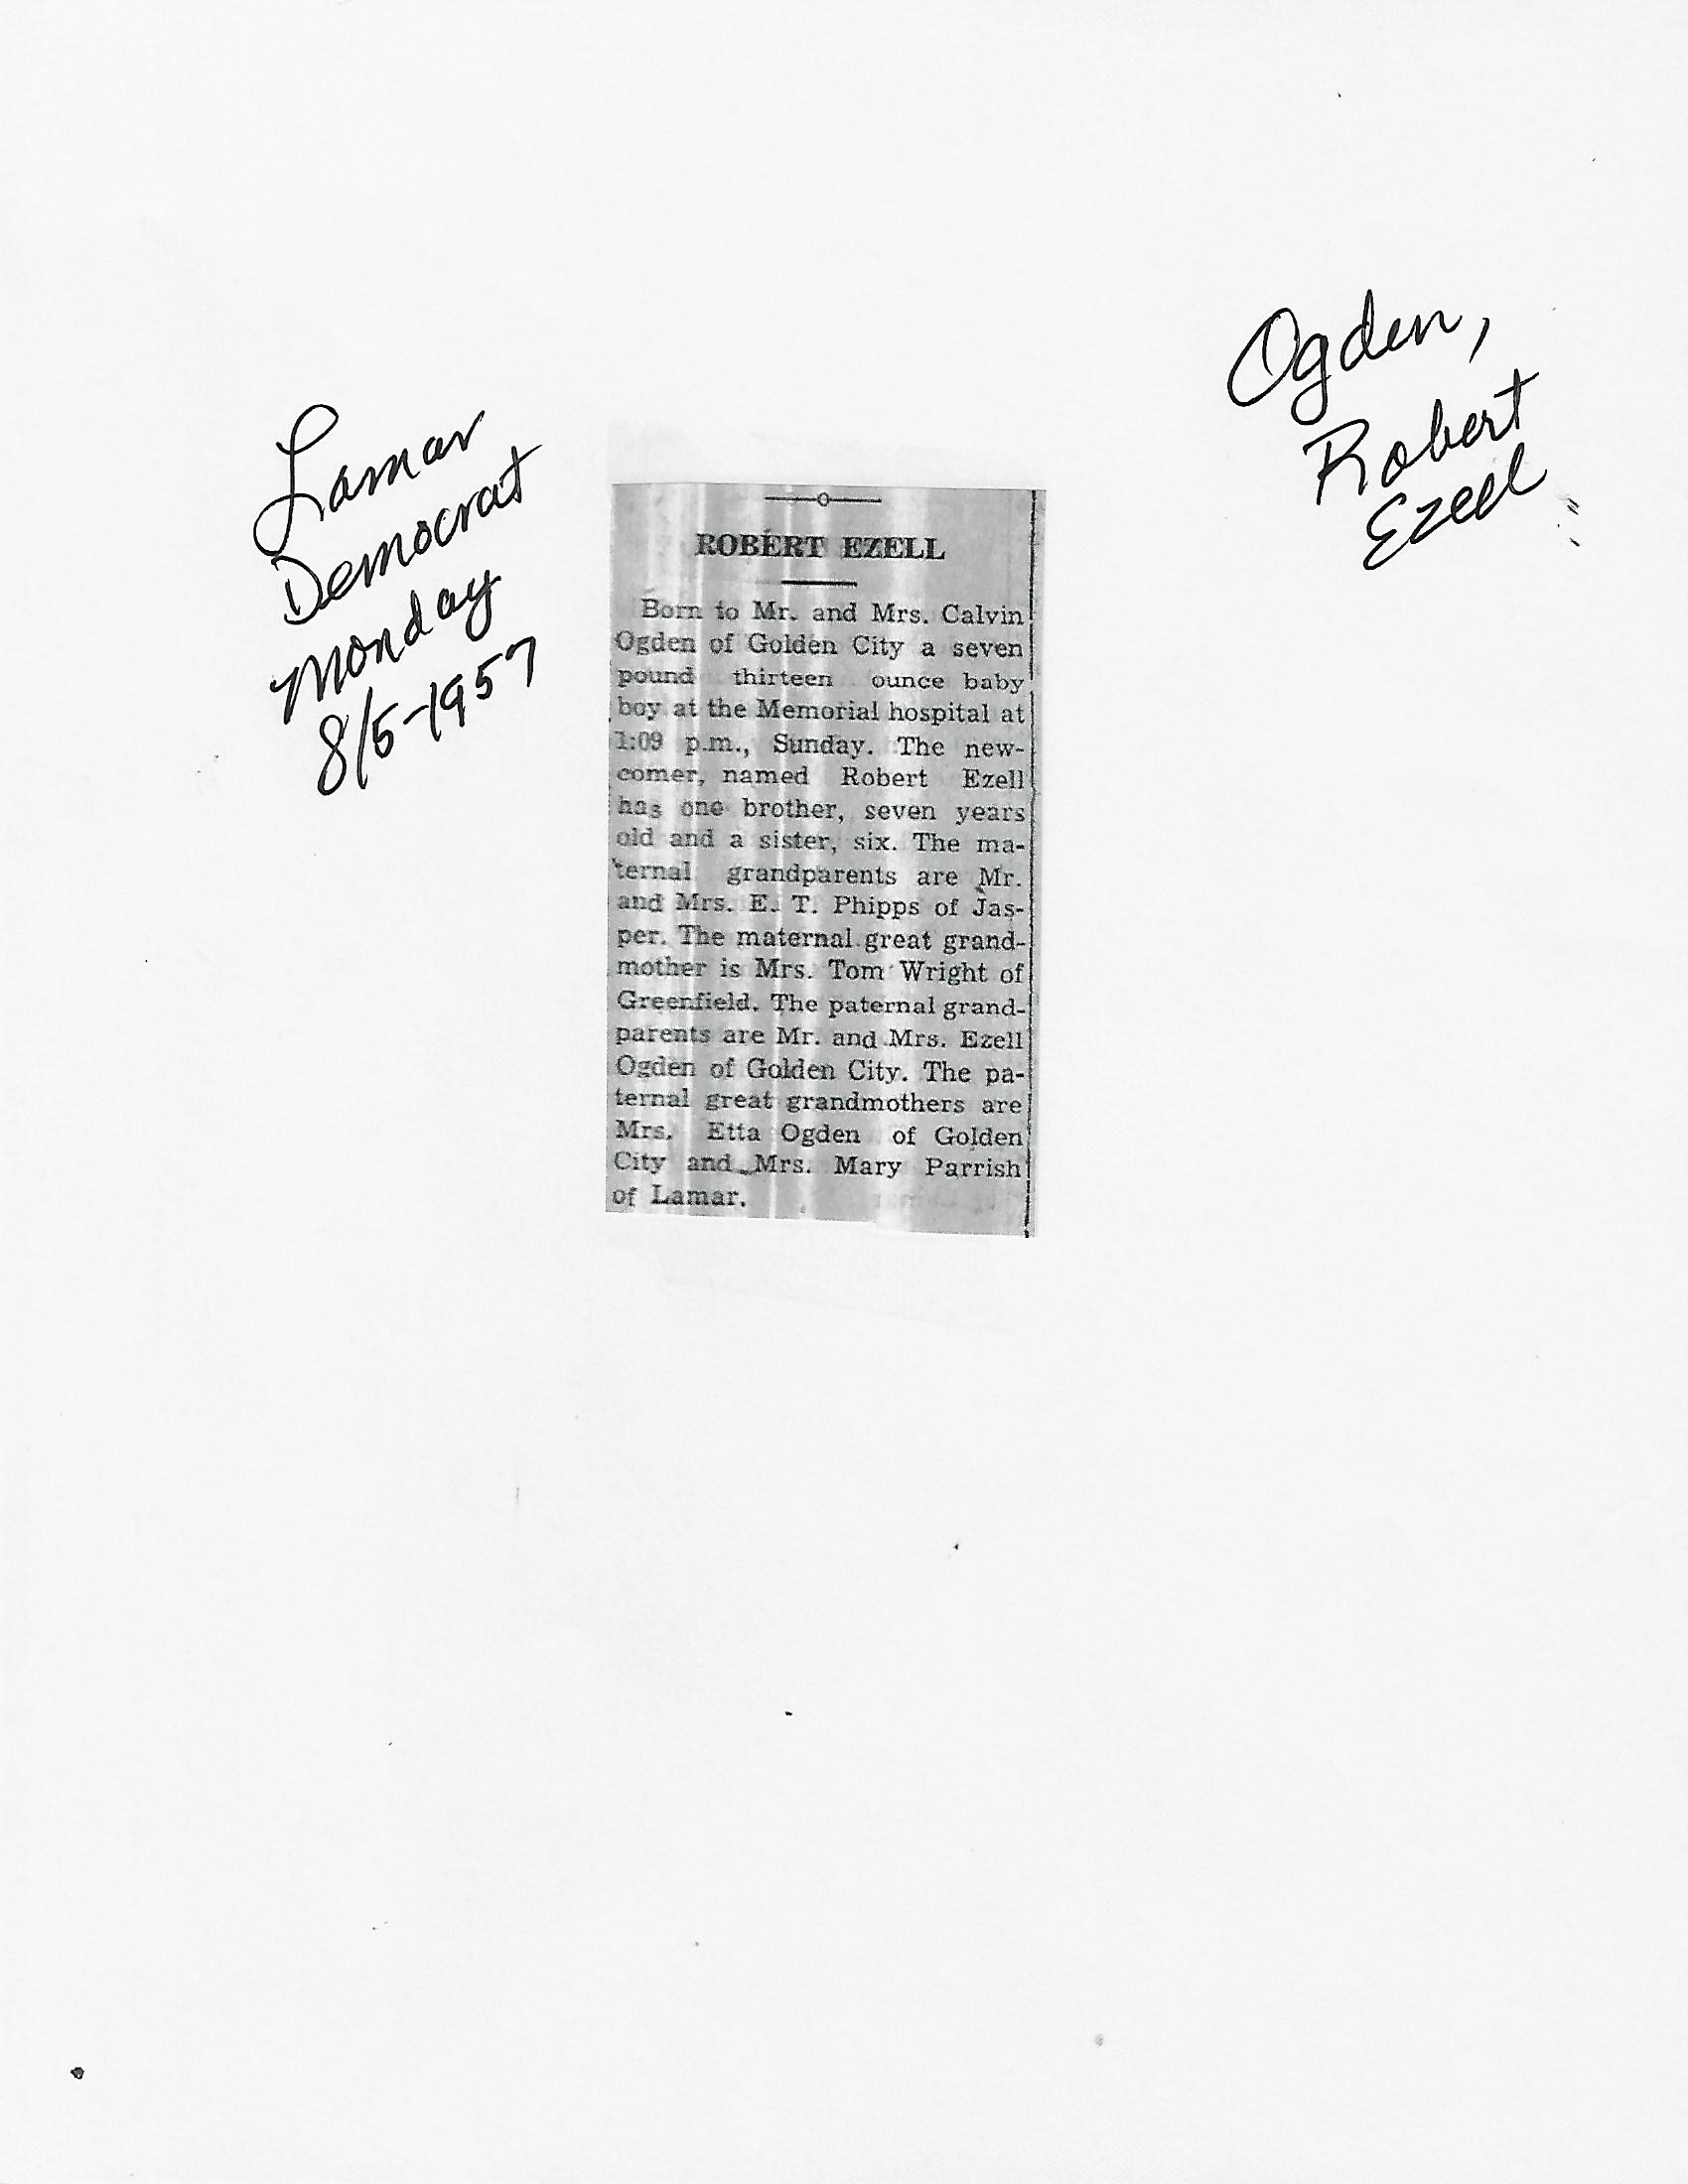 Ogden,
Robert
Ezell
Lamar
Democrat
Monday
8/5-1957
ROBERT EZELL
Born to Mr. and Mrs. Calvin
Ogden of Golden City a seven
pound thirteen ounce baby
boy at the Memorial hospital at
1:09 p.m., Sunday. The new-
comer, named Robert Ezell
has one brother, seven years
old and a sister, six. The ma-
ternal grandparents are Mr.
and Mrs. E. T. Phipps of Jas-
per. The maternal great grand-
mother is Mrs. Tom Wright of
Greenfield. The paternal grand-
parents are Mr. and Mrs. Ezell
Ogden of Golden City. The pa-
ternal great grandmothers are
Mrs. Etta Ogden of Golden
City and Mrs. Mary Parrish
of Lamar.